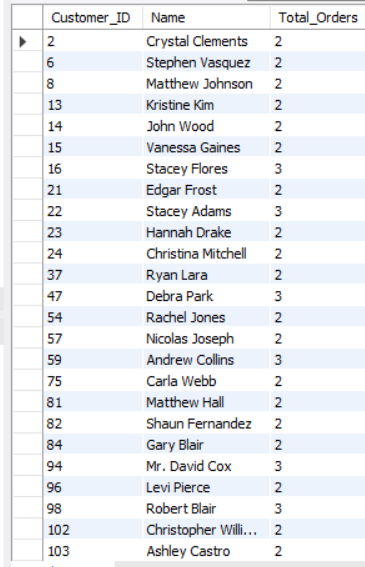 Customer_ID Name Total_Orders
2 Crystal Clements 2
6 Stephen Vasquez 2
8 Matthew Johnson 2
13 Kristine Kim 2
14 John Wood 2
15 Vanessa Gaines 2
16 Stacey Flores 3
21 Edgar Frost 2
22 Stacey Adams 3
23 Hannah Drake 2
24 Christina Mitchell 2
37 Ryan Lara 2
47 Debra Park 3
54 Rachel Jones 2
57 Nicolas Joseph 2
59 Andrew Collins 3
75 Carla Webb 2
81 Matthew Hall 2
82 Shaun Fernandez 2
84 Gary Blair 2
94 Mr. David Cox 3
96 Levi Pierce 2
98 Robert Blair 3
102 Christopher Willi... 2
103 Ashley Castro 2